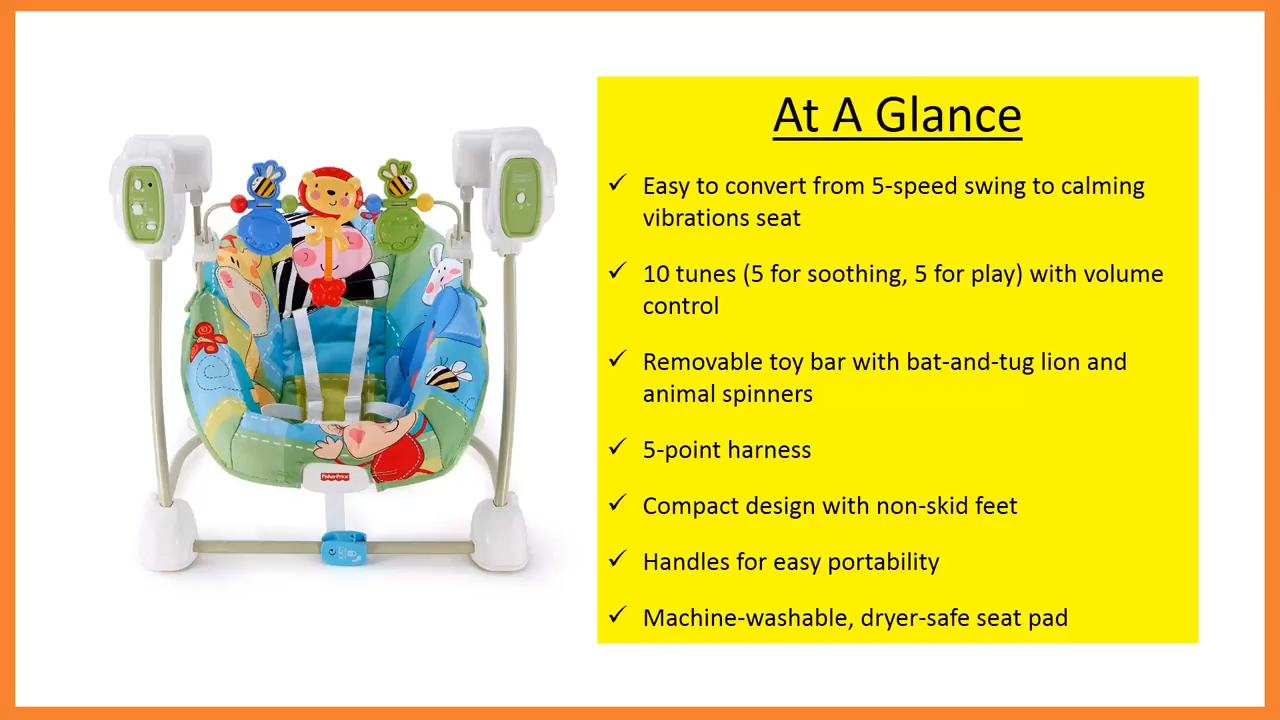 At A Glance
✓ Easy to convert from 5-speed swing to calming
vibrations seat
✓ 10 tunes (5 for soothing, 5 for play) with volume
control
✓ Removable toy bar with bat-and-tug lion and
animal spinners
✓ 5-point harness
✓ Compact design with non-skid feet
✓ Handles for easy portability
✓ Machine-washable, dryer-safe seat pad
Fisher-Price